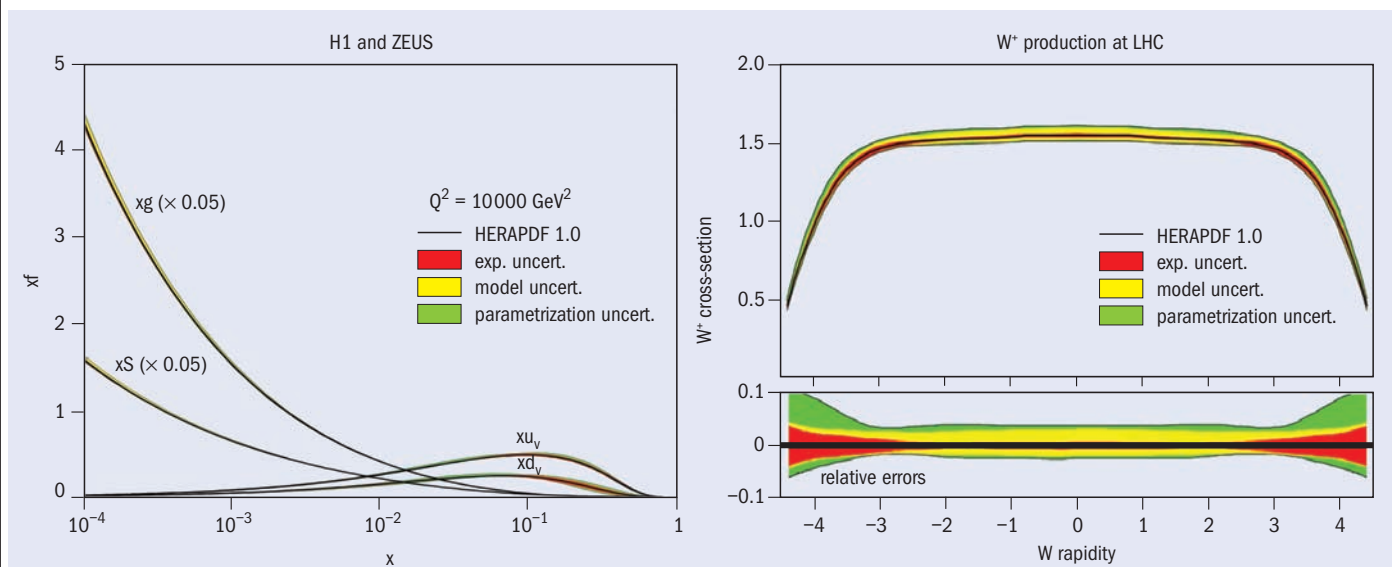 H1 and ZEUS
5
4
3
2
1
0
xf
xg (× 0.05)
xS (× 0.05)
Q² = 10000 GeV²
HERAPDF 1.0
exp. uncert.
model uncert.
parametrization uncert.
xuᵥ
xdᵥ
10⁻⁴ 10⁻³ 10⁻² 10⁻¹ 1
x
W⁺ production at LHC
2.0
1.5
1.0
0.5
W⁺ cross-section
HERAPDF 1.0
exp. uncert.
model uncert.
parametrization uncert.
0.1
0
−0.1
relative errors
−4 −3 −2 −1 0 1 2 3 4
W rapidity